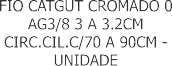 FIO CATGUT CROMADO 0
AG3/8 3 A 3.2CM
CIRC.CIL.C/70 A 90CM -
UNIDADE